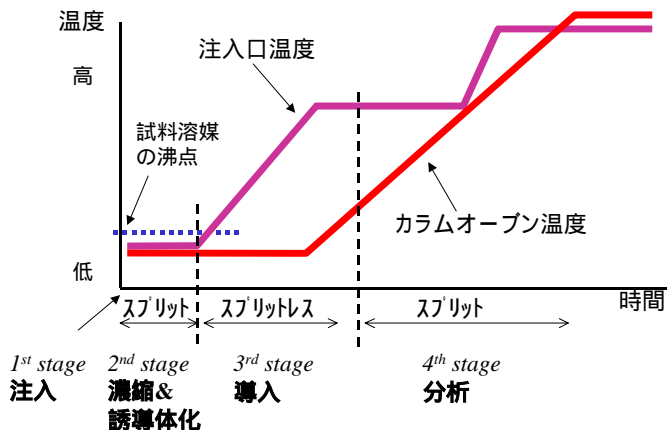 温度
高
注入口温度
試料溶媒
の沸点
カラムオーブン温度
低
時間
スプリット
スプリットレス
スプリット
1st stage
注入
2nd stage
濃縮&
誘導体化
3rd stage
導入
4th stage
分析